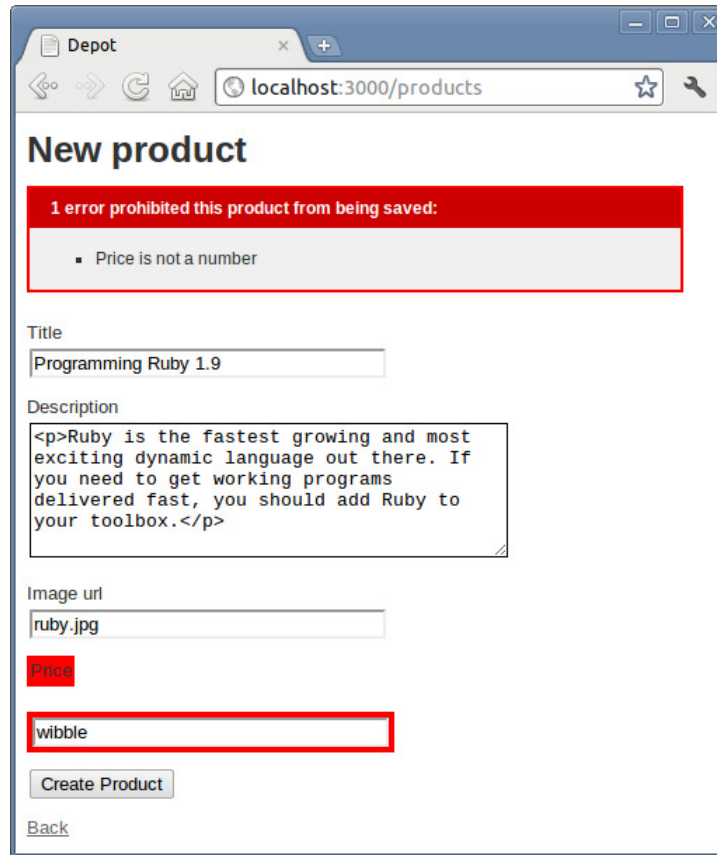 Depot
localhost:3000/products
New product
1 error prohibited this product from being saved:
Price is not a number
Title
Programming Ruby 1.9
Description
<p>Ruby is the fastest growing and most
exciting dynamic language out there. If
you need to get working programs
delivered fast, you should add Ruby to
your toolbox.</p>
Image url
ruby.jpg
Price
wibble
Create Product
Back